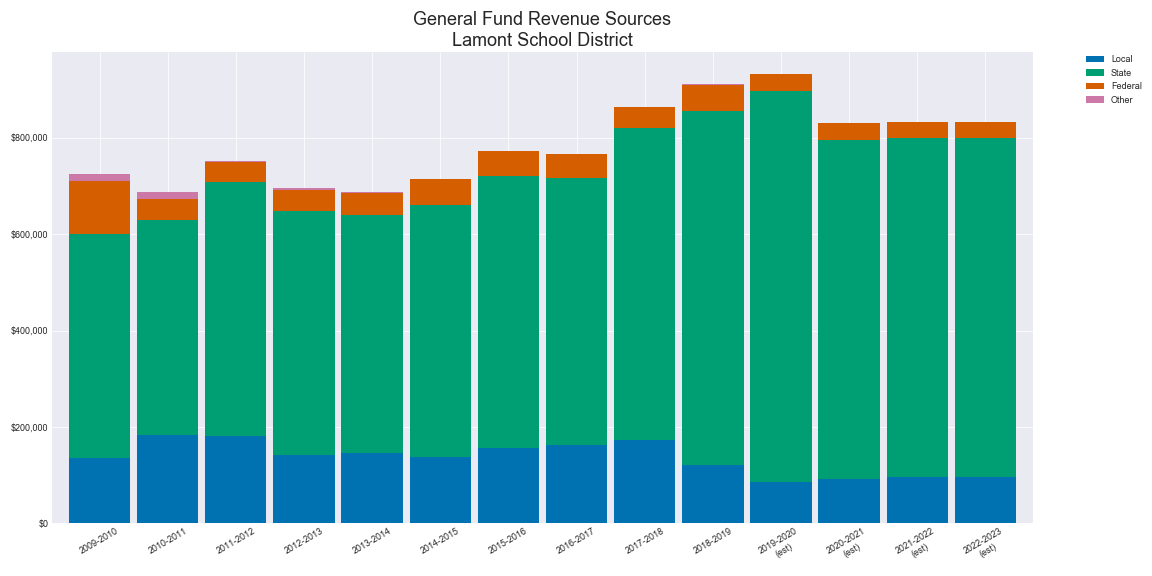 General Fund Revenue Sources
Lamont School District
Local
State
Federal
Other
$800,000
$600,000
$400,000
$200,000
$0
2009-2010
2010-2011
2011-2012
2012-2013
2013-2014
2014-2015
2015-2016
2016-2017
2017-2018
2018-2019
2019-2020
(est)
2020-2021
(est)
2021-2022
(est)
2022-2023
(est)